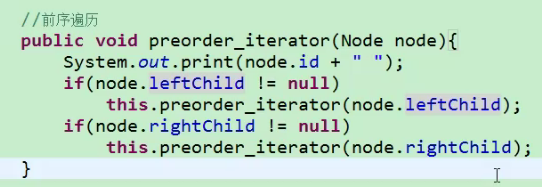 //前序遍历
public void preorder_iterator(Node node){
    System.out.print(node.id + " ");
    if(node.leftChild != null)
        this.preorder_iterator(node.leftChild);
    if(node.rightChild != null)
        this.preorder_iterator(node.rightChild);
}